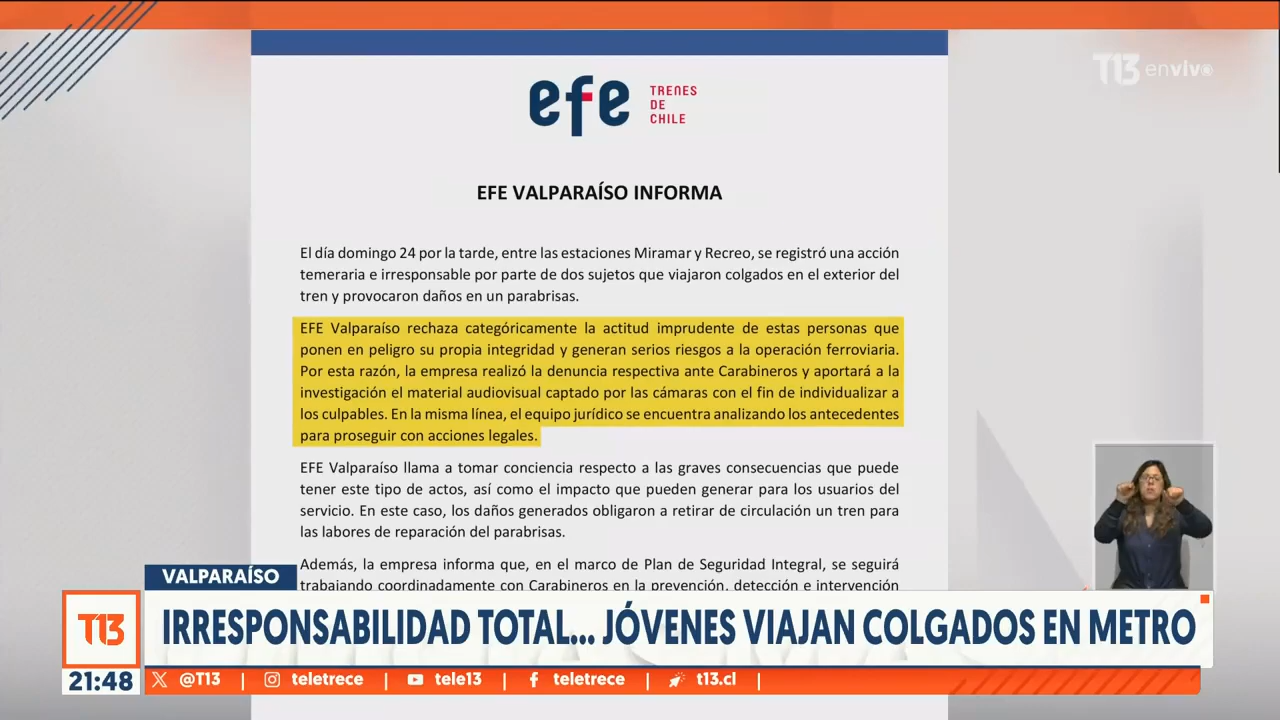 T13 envivo
efe TRENES
DE
CHILE
EFE VALPARAÍSO INFORMA
El día domingo 24 por la tarde, entre las estaciones Miramar y Recreo, se registró una acción
temeraria e irresponsable por parte de dos sujetos que viajaron colgados en el exterior del
tren y provocaron daños en un parabrisas.
EFE Valparaíso rechaza categóricamente la actitud imprudente de estas personas que
ponen en peligro su propia integridad y generan serios riesgos a la operación ferroviaria.
Por esta razón, la empresa realizó la denuncia respectiva ante Carabineros y aportará a la
investigación el material audiovisual captado por las cámaras con el fin de individualizar a
los culpables. En la misma línea, el equipo jurídico se encuentra analizando los antecedentes
para proseguir con acciones legales.
EFE Valparaíso llama a tomar conciencia respecto a las graves consecuencias que puede
tener este tipo de actos, así como el impacto que pueden generar para los usuarios del
servicio. En este caso, los daños generados obligaron a retirar de circulación un tren para
las labores de reparación del parabrisas.
Además, la empresa informa que, en el marco de Plan de Seguridad Integral, se seguirá
trabajando coordinadamente con Carabineros en la prevención, detección e intervención
VALPARAÍSO
T13
IRRESPONSABILIDAD TOTAL... JÓVENES VIAJAN COLGADOS EN METRO
21:48 @T13 | teletrece | tele13 | teletrece | t13.cl |